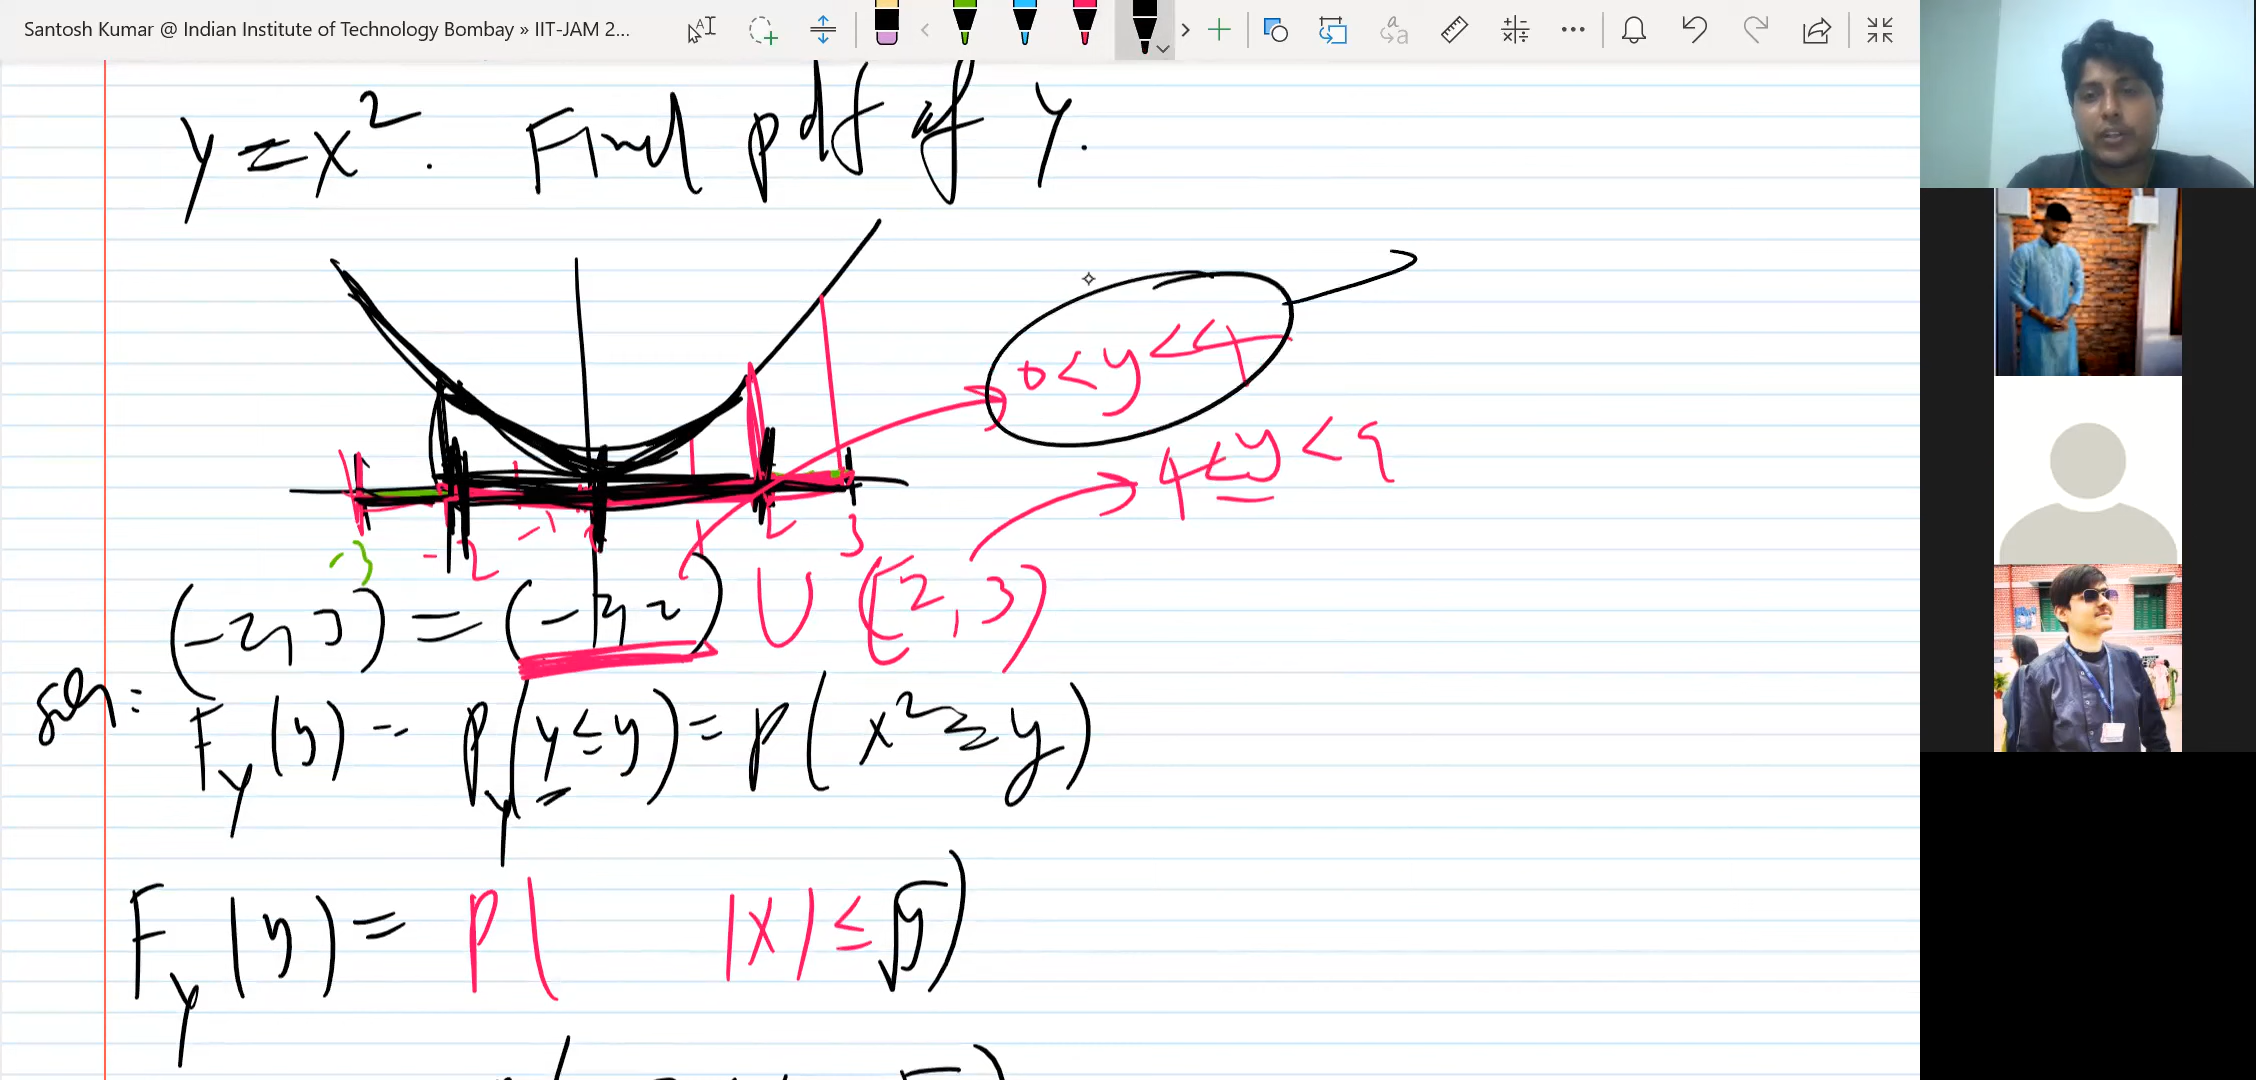 Santosh Kumar @ Indian Institute of Technology Bombay » IIT-JAM 2...
y = x². Find pdf of Y.
0 < y < 4
4 < y < 9
-3 -2 -1 1 2 3
(-2, 3) = (-2, 2) ∪ [2, 3)
soln:
F_Y(y) = P_Y(y ≤ y) = P(x² ≤ y)
F_Y(y) = P( |X| ≤ √y)